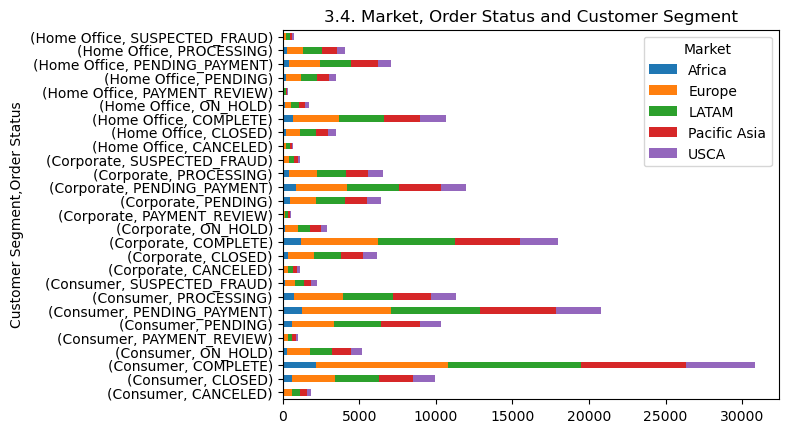 3.4. Market, Order Status and Customer Segment
Customer Segment,Order Status
(Home Office, SUSPECTED_FRAUD)
(Home Office, PROCESSING)
(Home Office, PENDING_PAYMENT)
(Home Office, PENDING)
(Home Office, PAYMENT_REVIEW)
(Home Office, ON_HOLD)
(Home Office, COMPLETE)
(Home Office, CLOSED)
(Home Office, CANCELED)
(Corporate, SUSPECTED_FRAUD)
(Corporate, PROCESSING)
(Corporate, PENDING_PAYMENT)
(Corporate, PENDING)
(Corporate, PAYMENT_REVIEW)
(Corporate, ON_HOLD)
(Corporate, COMPLETE)
(Corporate, CLOSED)
(Corporate, CANCELED)
(Consumer, SUSPECTED_FRAUD)
(Consumer, PROCESSING)
(Consumer, PENDING_PAYMENT)
(Consumer, PENDING)
(Consumer, PAYMENT_REVIEW)
(Consumer, ON_HOLD)
(Consumer, COMPLETE)
(Consumer, CLOSED)
(Consumer, CANCELED)
Market
Africa
Europe
LATAM
Pacific Asia
USCA
0 5000 10000 15000 20000 25000 30000